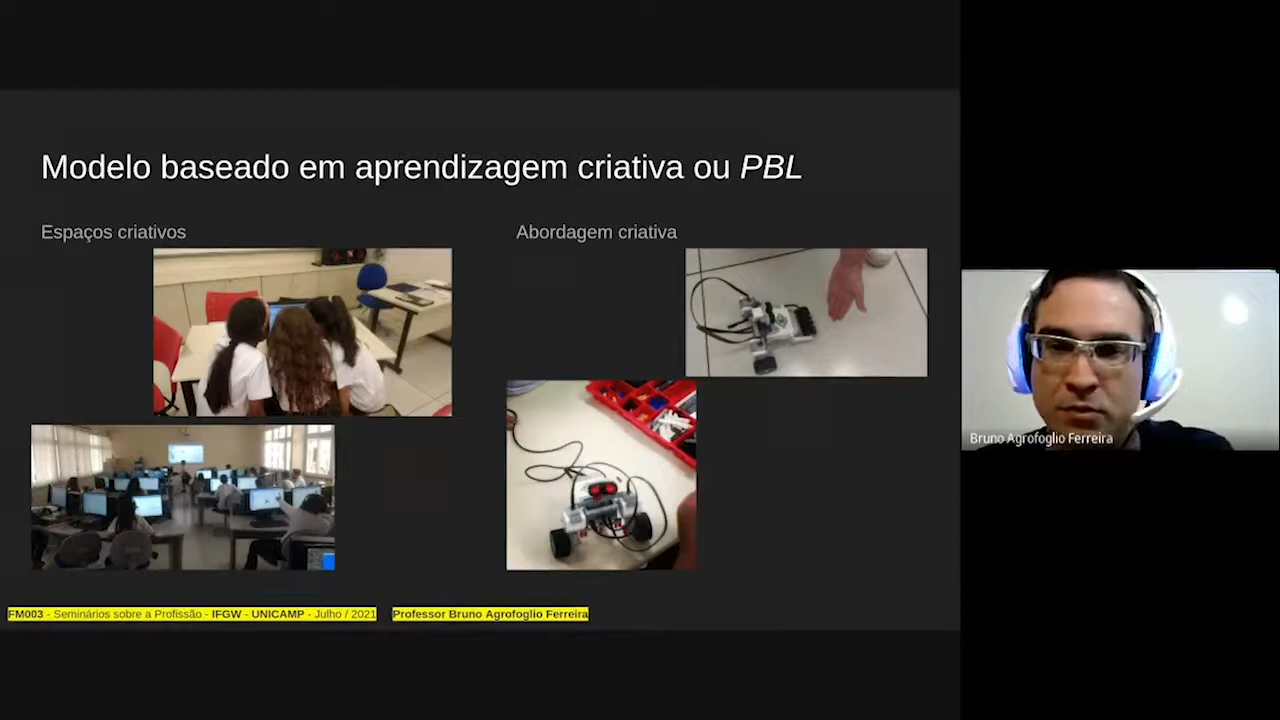 Modelo baseado em aprendizagem criativa ou PBL
Espaços criativos
Abordagem criativa
Bruno Agrofoglio Ferreira
FM003 - Seminários sobre a Profissão - IFGW - UNICAMP - Julho / 2021
Professor Bruno Agrofoglio Ferreira